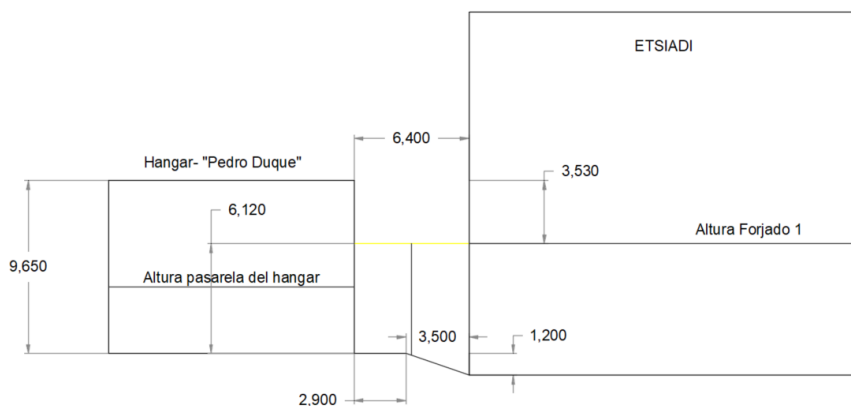 ETSIADI
6,400
Hangar- "Pedro Duque"
3,530
6,120
Altura Forjado 1
9,650
Altura pasarela del hangar
3,500
1,200
2,900